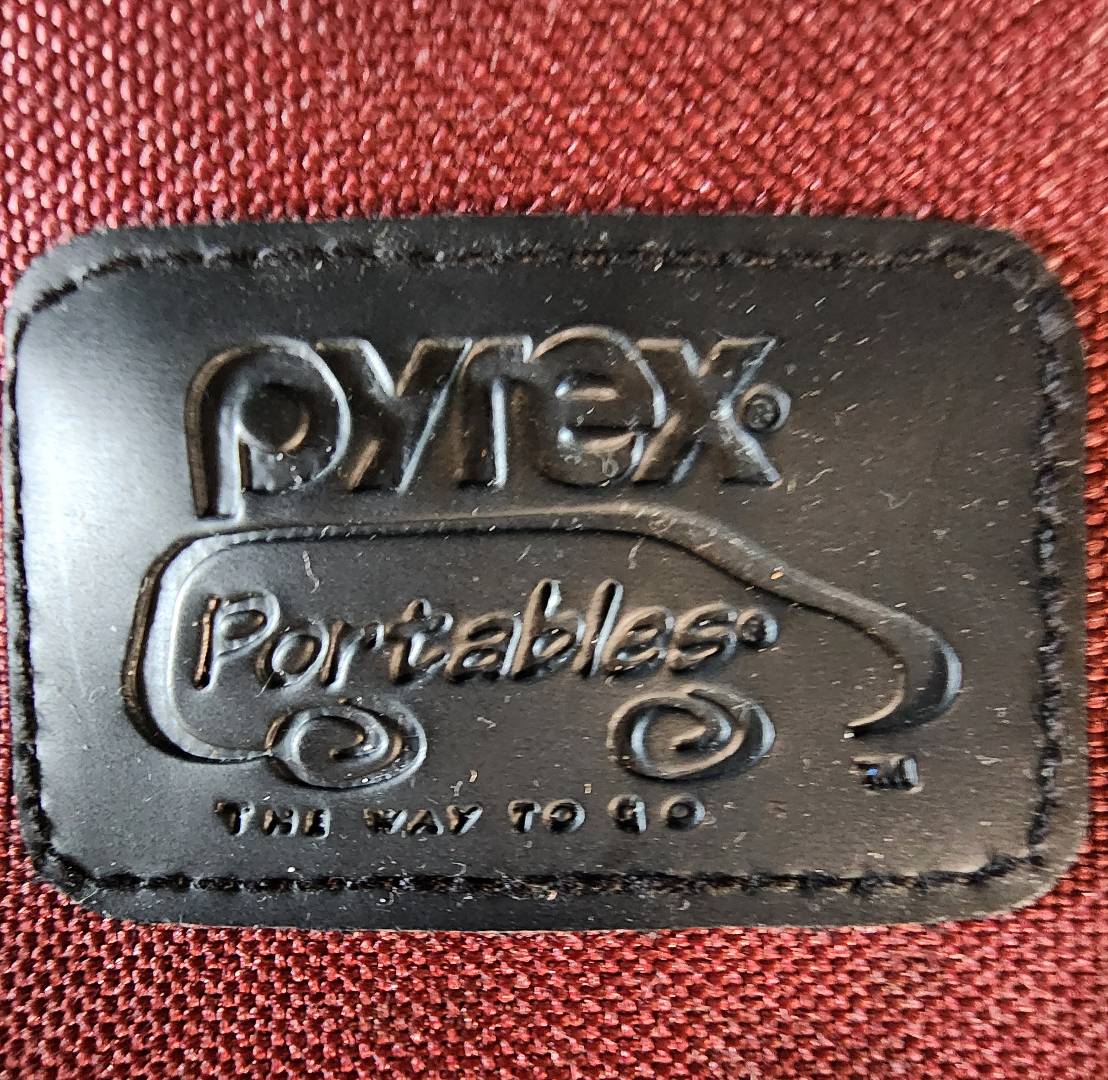 pyrex®
Portables®
TM
THE WAY TO GO